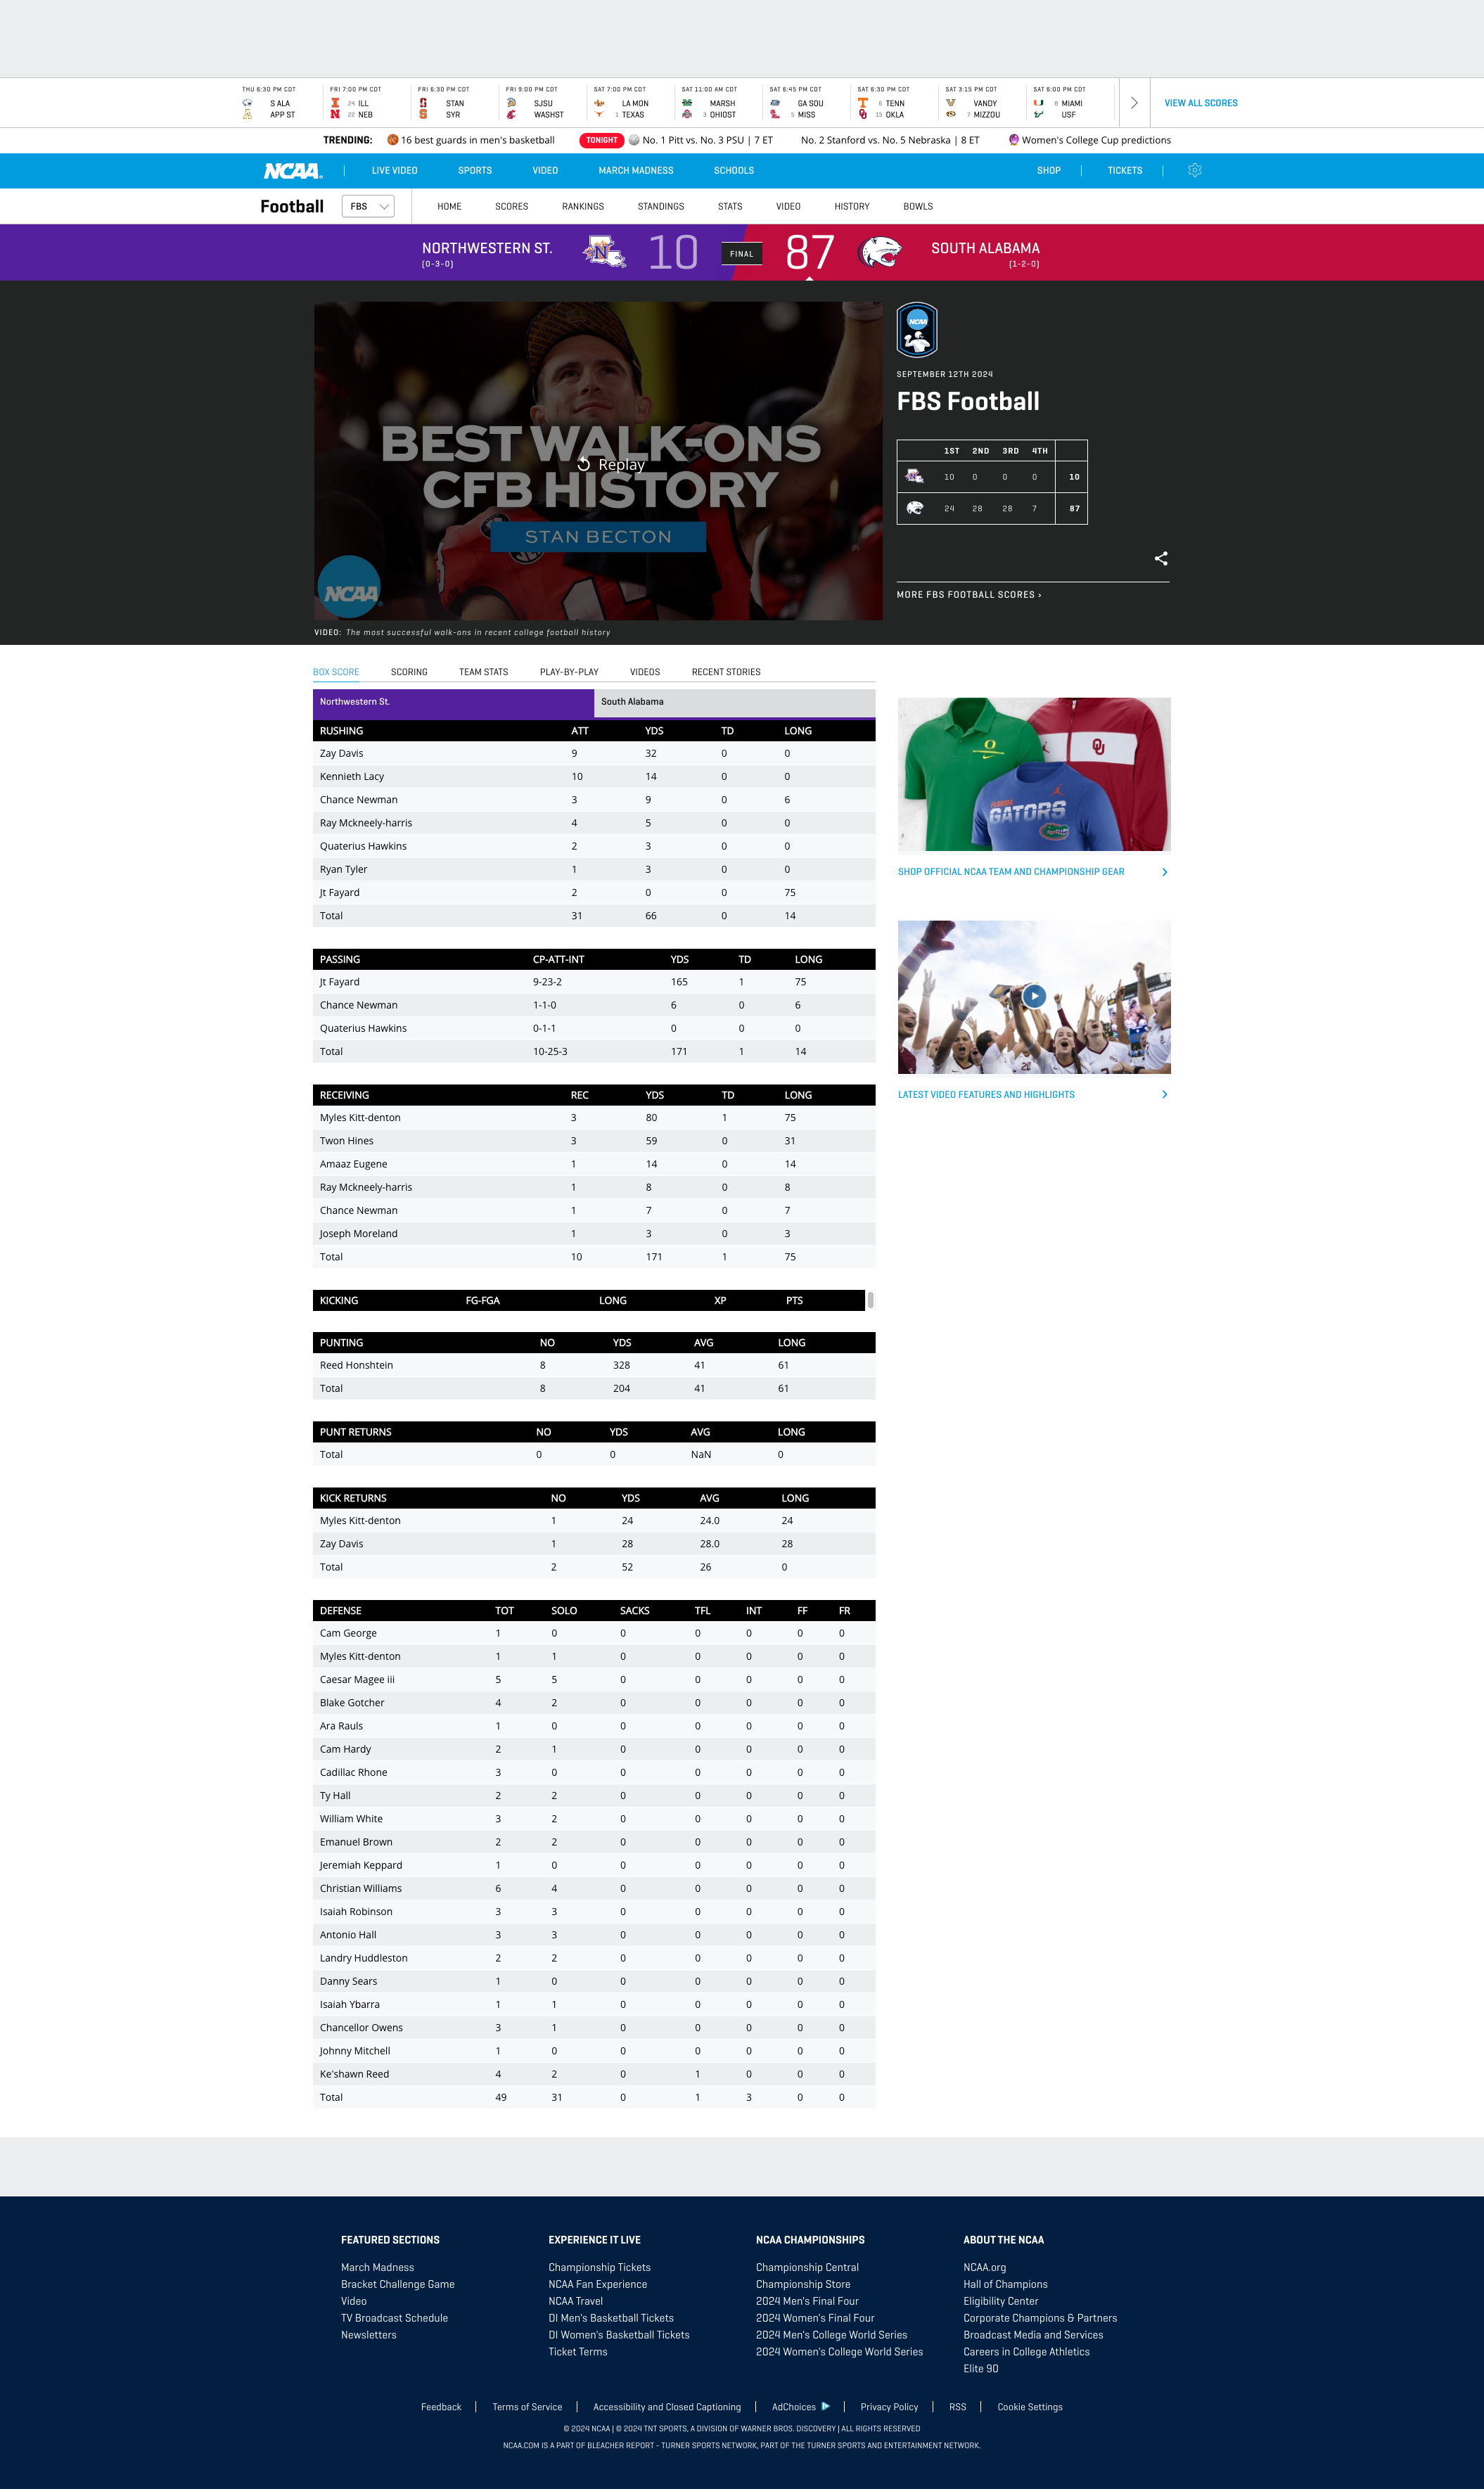 THU 6:30 PM CDT
S ALA
APP ST
FRI 7:00 PM CDT
24 ILL
22 NEB
FRI 6:30 PM CDT
STAN
SYR
FRI 9:00 PM CDT
SJSU
WASHST
SAT 7:00 PM CDT
LA MON
1 TEXAS
SAT 11:00 AM CDT
MARSH
3 OHIOST
SAT 6:45 PM CDT
GA SOU
5 MISS
SAT 6:30 PM CDT
6 TENN
15 OKLA
SAT 3:15 PM CDT
VANDY
7 MIZZOU
SAT 6:00 PM CDT
8 MIAMI
USF
VIEW ALL SCORES
TRENDING: 16 best guards in men's basketball TONIGHT No. 1 Pitt vs. No. 3 PSU | 7 ET No. 2 Stanford vs. No. 5 Nebraska | 8 ET Women's College Cup predictions
NCAA LIVE VIDEO SPORTS VIDEO MARCH MADNESS SCHOOLS SHOP TICKETS
Football FBS HOME SCORES RANKINGS STANDINGS STATS VIDEO HISTORY BOWLS
NORTHWESTERN ST. 10 FINAL 87 SOUTH ALABAMA
(0-3-0) (1-2-0)
BEST WALK-ONS
Replay
CFB HISTORY
STAN BECTON
NCAA
VIDEO: The most successful walk-ons in recent college football history
NCAA
SEPTEMBER 12TH 2024
FBS Football
1ST 2ND 3RD 4TH
10 0 0 0 10
24 28 28 7 87
MORE FBS FOOTBALL SCORES ›
BOX SCORE SCORING TEAM STATS PLAY-BY-PLAY VIDEOS RECENT STORIES
Northwestern St. South Alabama
RUSHING ATT YDS TD LONG
Zay Davis 9 32 0 0
Kennieth Lacy 10 14 0 0
Chance Newman 3 9 0 6
Ray Mckneely-harris 4 5 0 0
Quaterius Hawkins 2 3 0 0
Ryan Tyler 1 3 0 0
Jt Fayard 2 0 0 75
Total 31 66 0 14
PASSING CP-ATT-INT YDS TD LONG
Jt Fayard 9-23-2 165 1 75
Chance Newman 1-1-0 6 0 6
Quaterius Hawkins 0-1-1 0 0 0
Total 10-25-3 171 1 14
RECEIVING REC YDS TD LONG
Myles Kitt-denton 3 80 1 75
Twon Hines 3 59 0 31
Amaaz Eugene 1 14 0 14
Ray Mckneely-harris 1 8 0 8
Chance Newman 1 7 0 7
Joseph Moreland 1 3 0 3
Total 10 171 1 75
KICKING FG-FGA LONG XP PTS
PUNTING NO YDS AVG LONG
Reed Honshtein 8 328 41 61
Total 8 204 41 61
PUNT RETURNS NO YDS AVG LONG
Total 0 0 NaN 0
KICK RETURNS NO YDS AVG LONG
Myles Kitt-denton 1 24 24.0 24
Zay Davis 1 28 28.0 28
Total 2 52 26 0
DEFENSE TOT SOLO SACKS TFL INT FF FR
Cam George 1 0 0 0 0 0 0
Myles Kitt-denton 1 1 0 0 0 0 0
Caesar Magee iii 5 5 0 0 0 0 0
Blake Gotcher 4 2 0 0 0 0 0
Ara Rauls 1 0 0 0 0 0 0
Cam Hardy 2 1 0 0 0 0 0
Cadillac Rhone 3 0 0 0 0 0 0
Ty Hall 2 2 0 0 0 0 0
William White 3 2 0 0 0 0 0
Emanuel Brown 2 2 0 0 0 0 0
Jeremiah Keppard 1 0 0 0 0 0 0
Christian Williams 6 4 0 0 0 0 0
Isaiah Robinson 3 3 0 0 0 0 0
Antonio Hall 3 3 0 0 0 0 0
Landry Huddleston 2 2 0 0 0 0 0
Danny Sears 1 0 0 0 0 0 0
Isaiah Ybarra 1 1 0 0 0 0 0
Chancellor Owens 3 1 0 0 0 0 0
Johnny Mitchell 1 0 0 0 0 0 0
Ke'shawn Reed 4 2 0 1 0 0 0
Total 49 31 0 1 3 0 0
FLORIDA
GATORS
SHOP OFFICIAL NCAA TEAM AND CHAMPIONSHIP GEAR
LATEST VIDEO FEATURES AND HIGHLIGHTS
FEATURED SECTIONS
March Madness
Bracket Challenge Game
Video
TV Broadcast Schedule
Newsletters
EXPERIENCE IT LIVE
Championship Tickets
NCAA Fan Experience
NCAA Travel
DI Men's Basketball Tickets
DI Women's Basketball Tickets
Ticket Terms
NCAA CHAMPIONSHIPS
Championship Central
Championship Store
2024 Men's Final Four
2024 Women's Final Four
2024 Men's College World Series
2024 Women's College World Series
ABOUT THE NCAA
NCAA.org
Hall of Champions
Eligibility Center
Corporate Champions & Partners
Broadcast Media and Services
Careers in College Athletics
Elite 90
Feedback Terms of Service Accessibility and Closed Captioning AdChoices Privacy Policy RSS Cookie Settings
© 2024 NCAA | © 2024 TNT SPORTS, A DIVISION OF WARNER BROS. DISCOVERY | ALL RIGHTS RESERVED
NCAA.COM IS A PART OF BLEACHER REPORT - TURNER SPORTS NETWORK, PART OF THE TURNER SPORTS AND ENTERTAINMENT NETWORK.